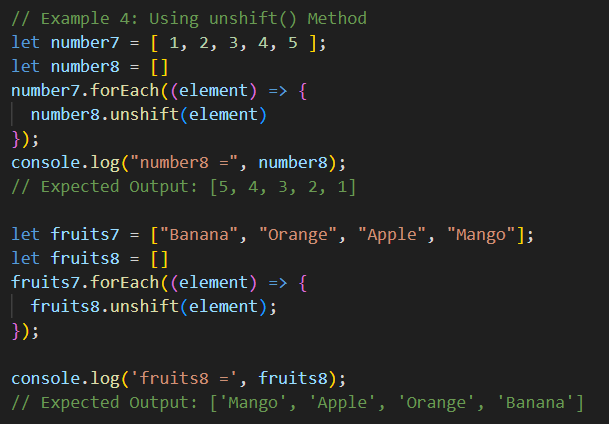 // Example 4: Using unshift() Method
let number7 = [ 1, 2, 3, 4, 5 ];
let number8 = []
number7.forEach((element) => {
  number8.unshift(element)
});
console.log("number8 =", number8);
// Expected Output: [5, 4, 3, 2, 1]

let fruits7 = ["Banana", "Orange", "Apple", "Mango"];
let fruits8 = []
fruits7.forEach((element) => {
  fruits8.unshift(element);
});

console.log('fruits8 =', fruits8);
// Expected Output: ['Mango', 'Apple', 'Orange', 'Banana']